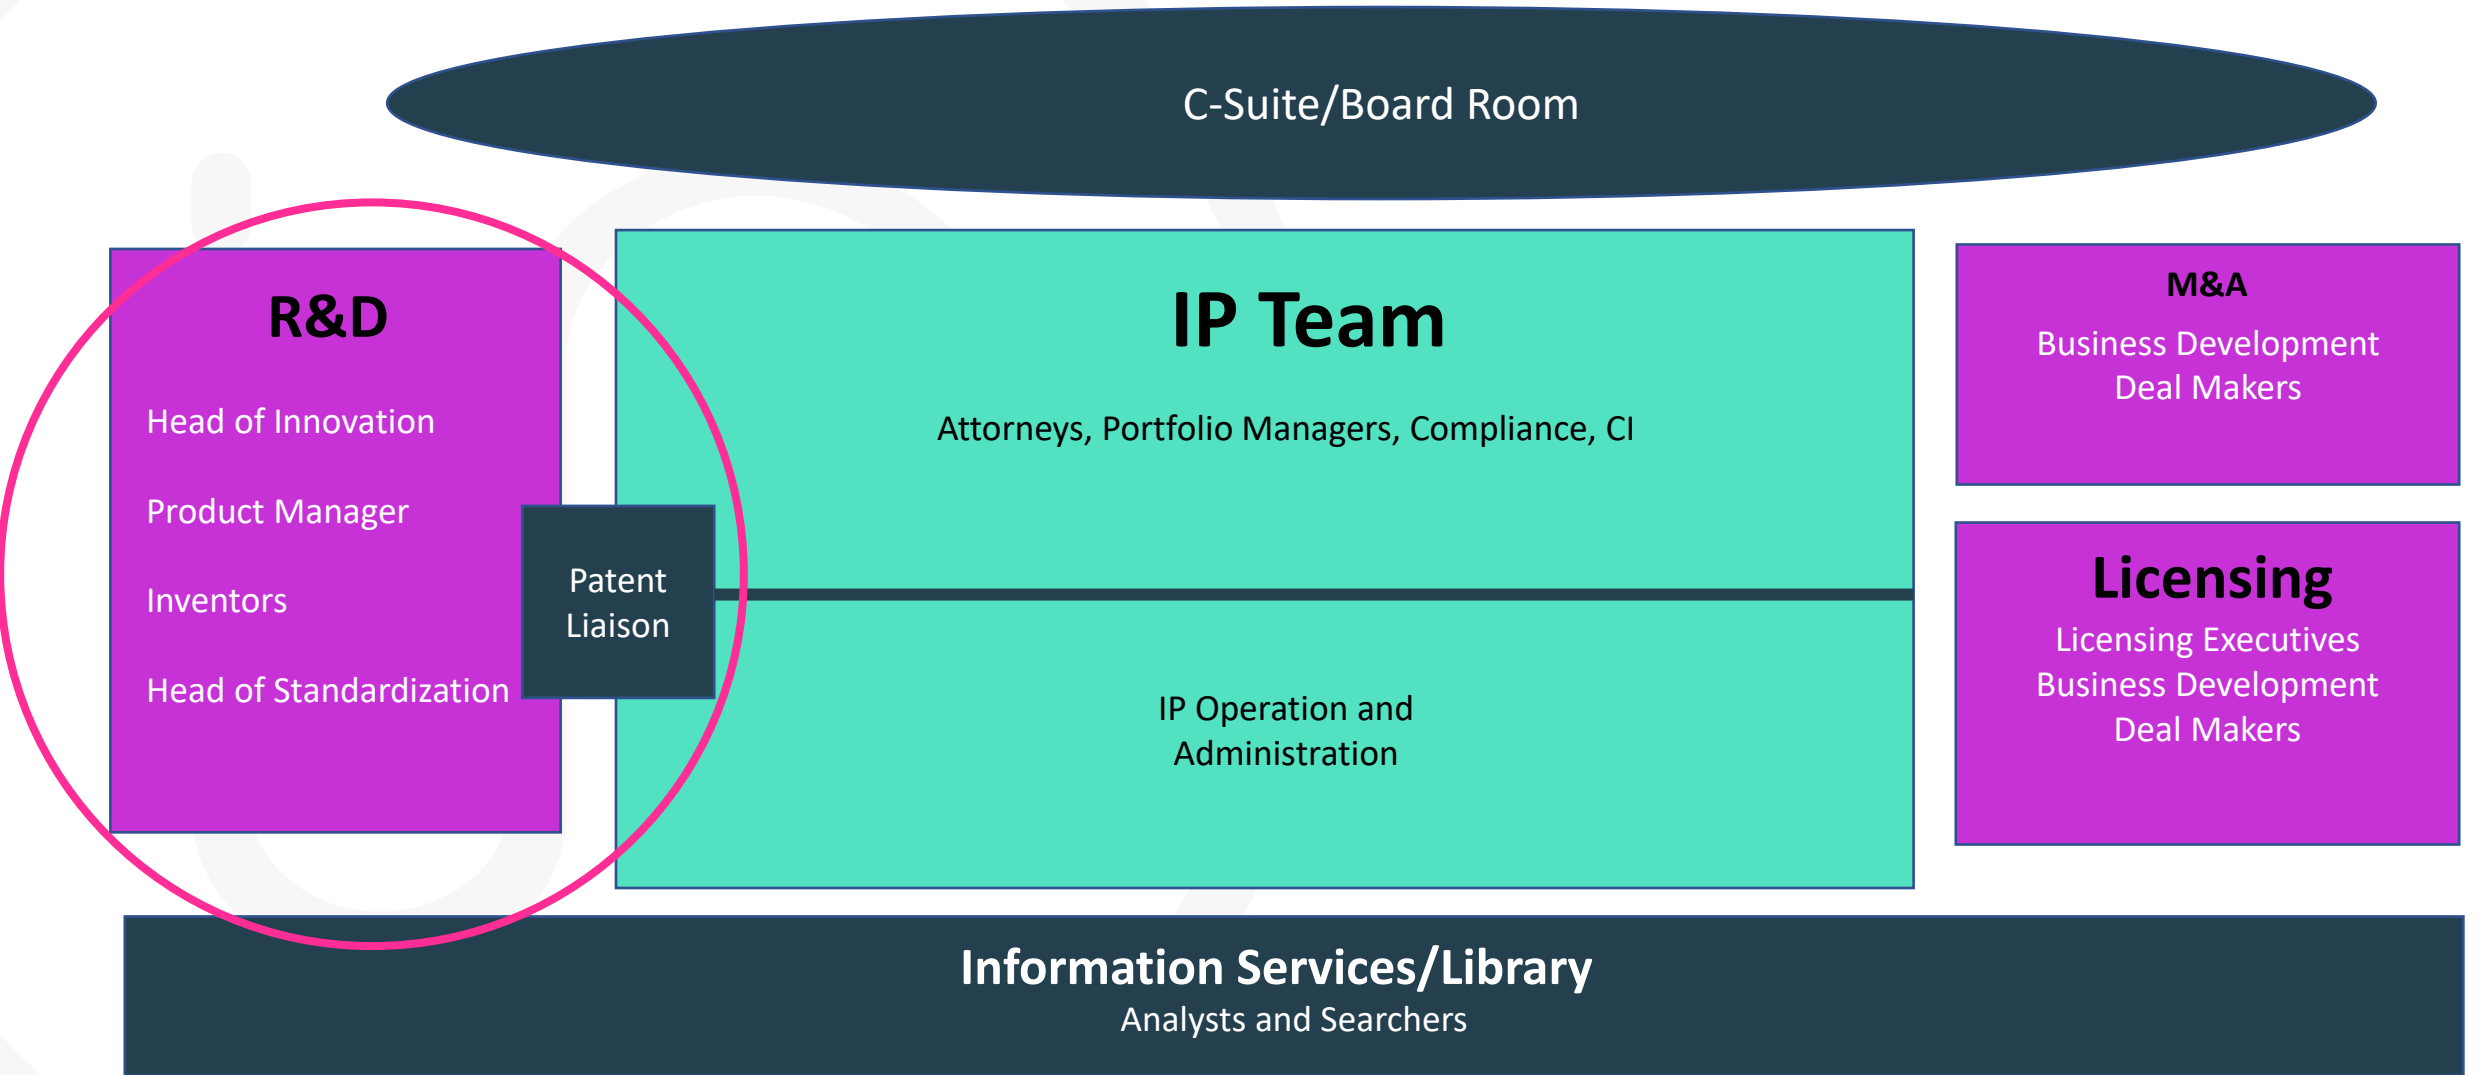 C-Suite/Board Room
R&D
Head of Innovation
Product Manager
Inventors
Head of Standardization
Patent
Liaison
IP Team
Attorneys, Portfolio Managers, Compliance, CI
IP Operation and
Administration
M&A
Business Development
Deal Makers
Licensing
Licensing Executives
Business Development
Deal Makers
Information Services/Library
Analysts and Searchers